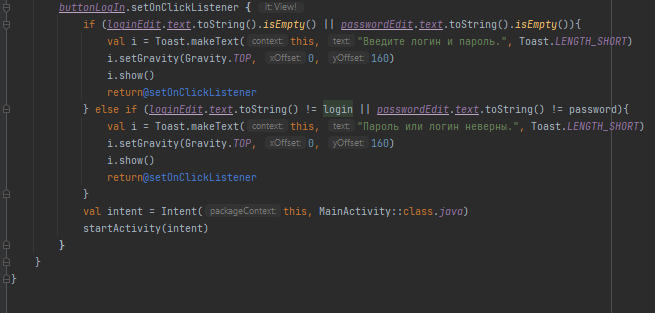 buttonLogIn.setOnClickListener { it: View!
if (loginEdit.text.toString().isEmpty() || passwordEdit.text.toString().isEmpty()){
val i = Toast.makeText( context: this, text: "Введите логин и пароль.", Toast.LENGTH_SHORT)
i.setGravity(Gravity.TOP, xOffset: 0, yOffset: 160)
i.show()
return@setOnClickListener
} else if (loginEdit.text.toString() != login || passwordEdit.text.toString() != password){
val i = Toast.makeText( context: this, text: "Пароль или логин неверны.", Toast.LENGTH_SHORT)
i.setGravity(Gravity.TOP, xOffset: 0, yOffset: 160)
i.show()
return@setOnClickListener
}
val intent = Intent( packageContext: this, MainActivity::class.java)
startActivity(intent)
}
}
}